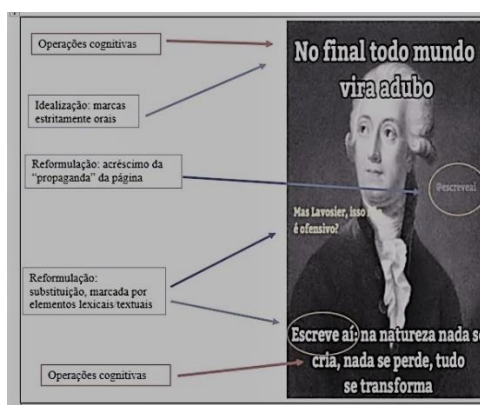 Operações cognitivas
Idealização: marcas
estritamente orais
Reformulação: acréscimo da
“propaganda” da página
Reformulação:
substituição, marcada por
elementos lexicais/textuais
Operações cognitivas
No final todo mundo
vira adubo
@escreveai
Mas Lavosier, isso não
é ofensivo?
Escreve aí: na natureza nada se
cria, nada se perde, tudo
se transforma